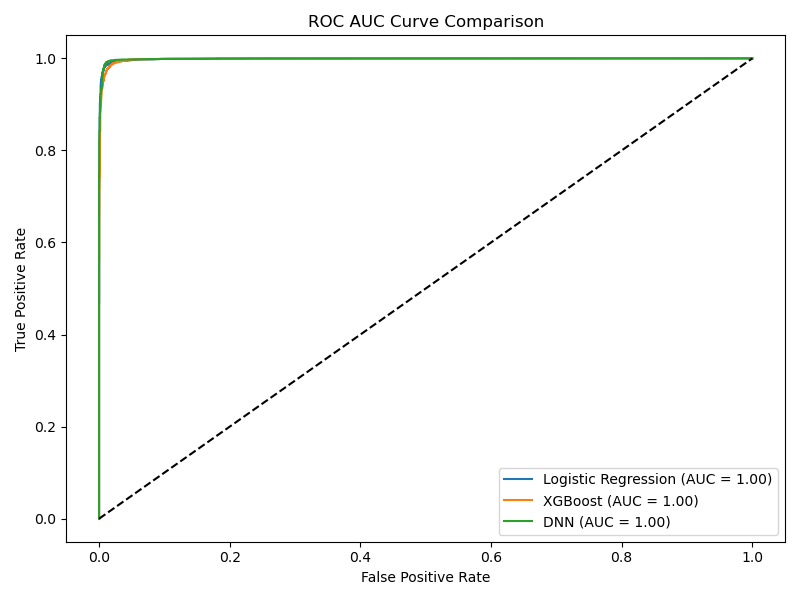 ROC AUC Curve Comparison
True Positive Rate
1.0
0.8
0.6
0.4
0.2
0.0
Logistic Regression (AUC = 1.00)
XGBoost (AUC = 1.00)
DNN (AUC = 1.00)
0.0 0.2 0.4 0.6 0.8 1.0
False Positive Rate